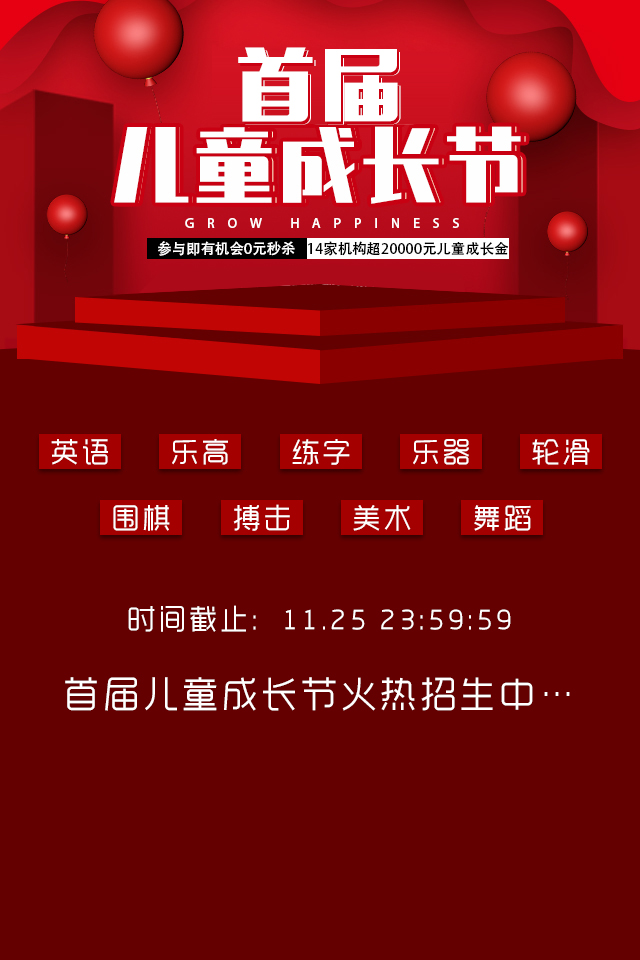 首届
儿童成长节
GROW HAPPINESS
参与即有机会0元秒杀 14家机构超20000元儿童成长金
英语 乐高 练字 乐器 轮滑
围棋 搏击 美术 舞蹈
时间截止：11.25 23:59:59
首届儿童成长节火热招生中…